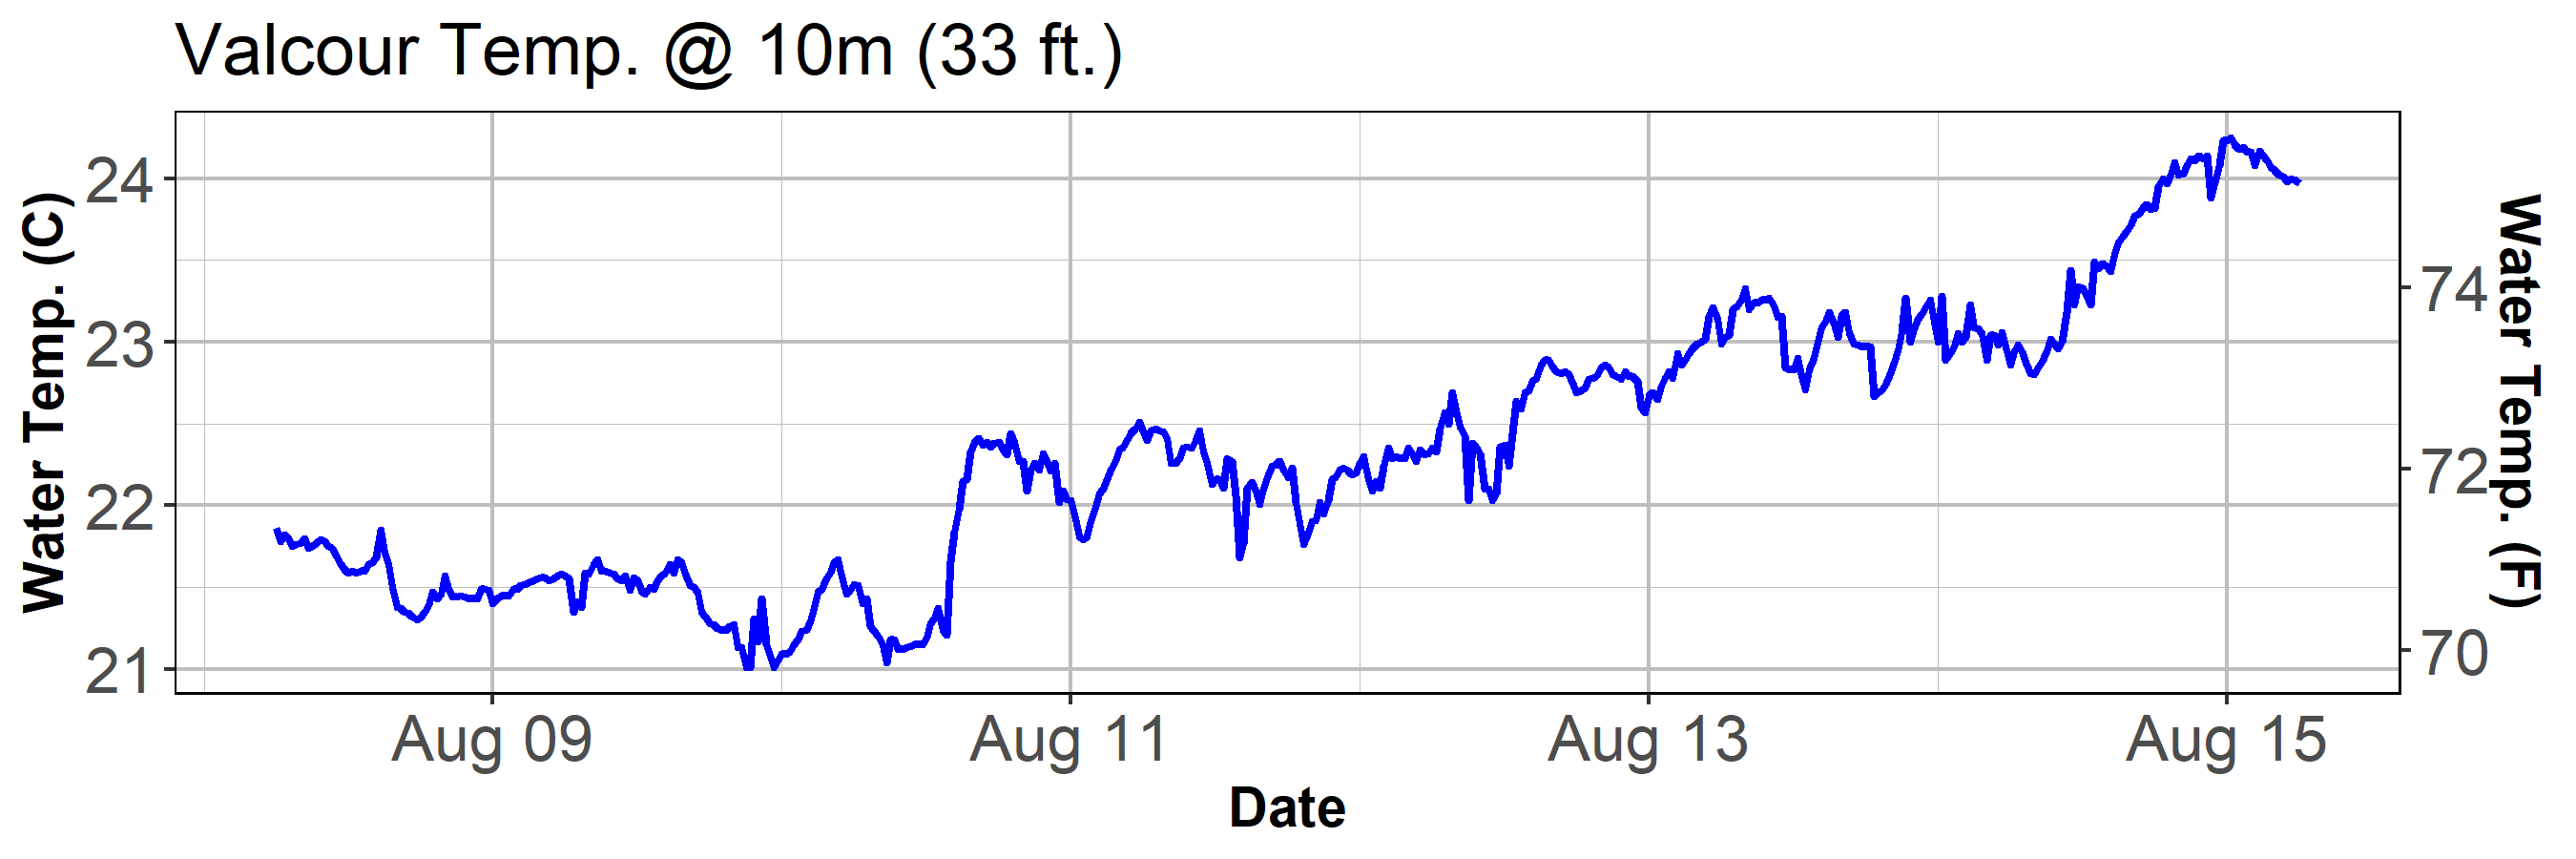 Valcour Temp. @ 10m (33 ft.)
Water Temp. (C)
24
23
22
21
74
72
70
Water Temp. (F)
Aug 09
Aug 11
Aug 13
Aug 15
Date